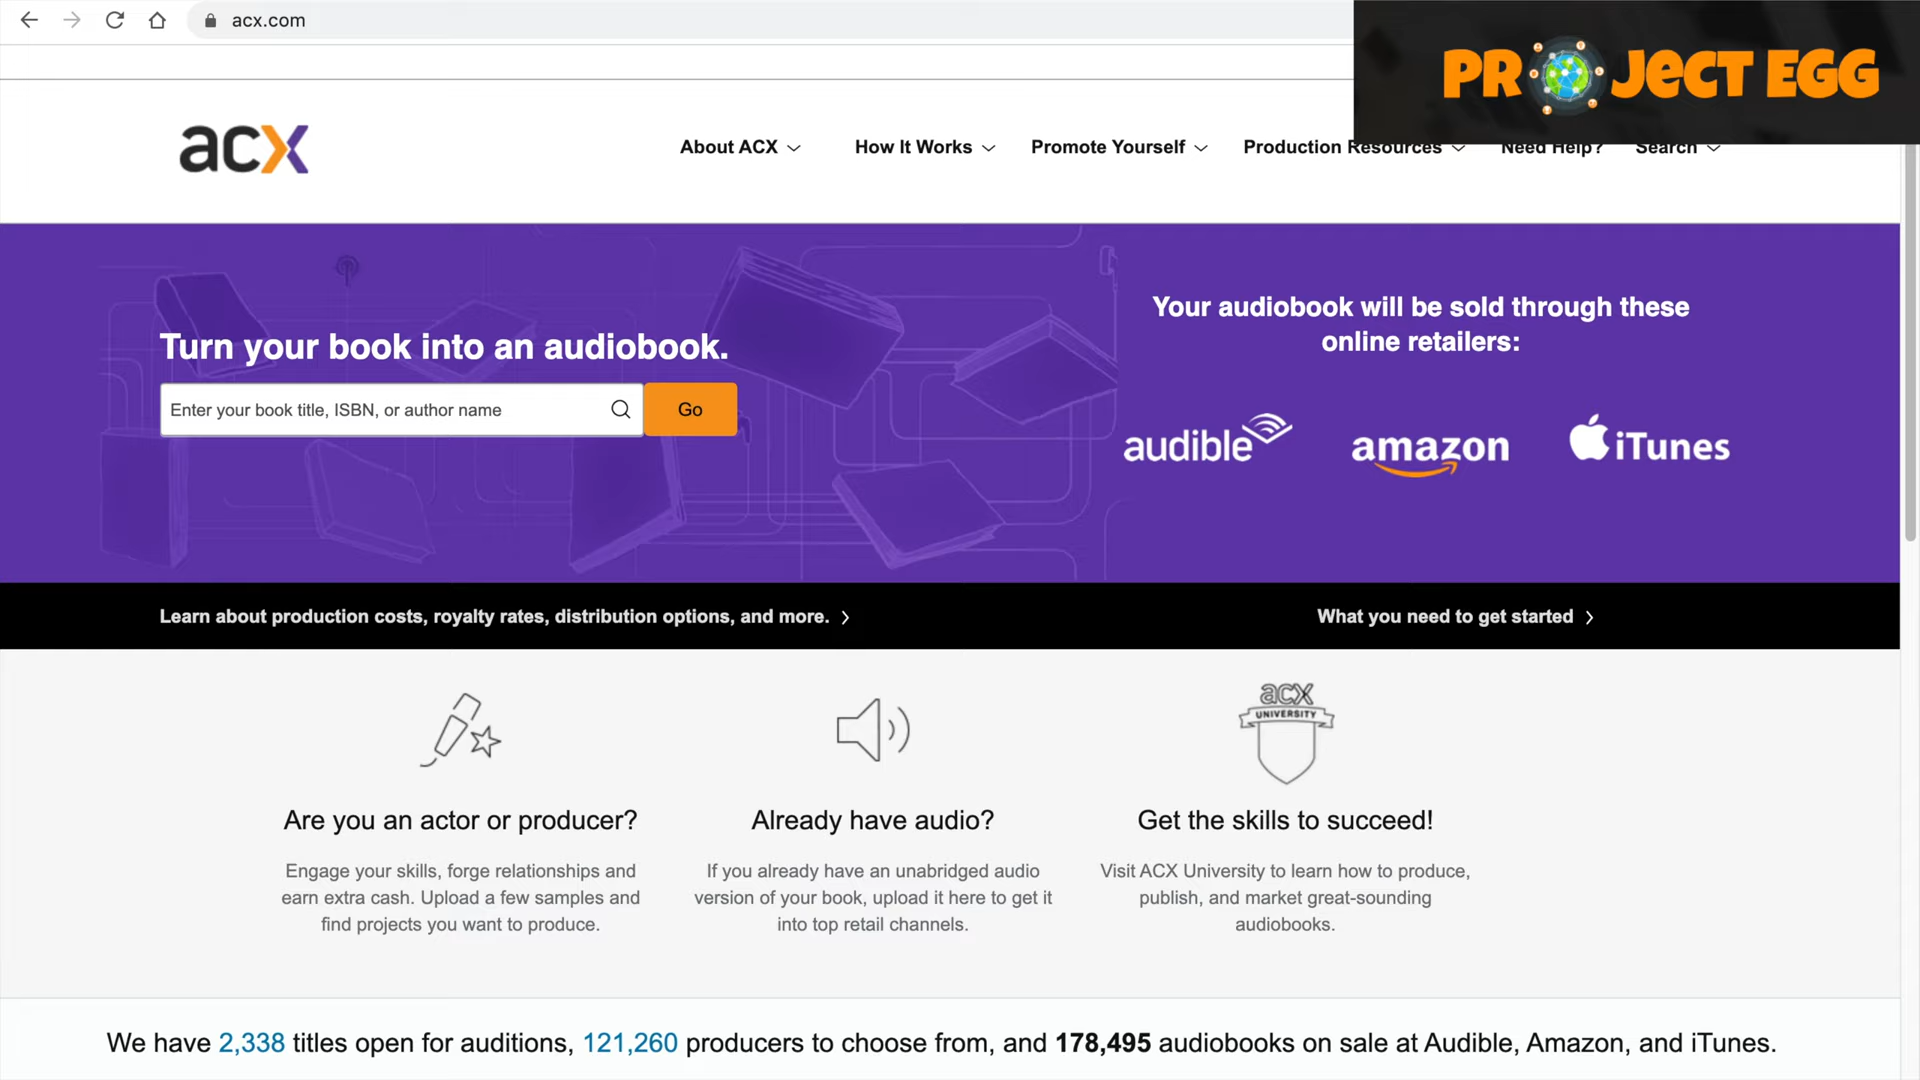 acx.com
PROJECT EGG
acx
About ACX
How It Works
Promote Yourself
Production Resources
Need Help?
Search
Turn your book into an audiobook.
Enter your book title, ISBN, or author name
Go
Your audiobook will be sold through these
online retailers:
audible
amazon
iTunes
Learn about production costs, royalty rates, distribution options, and more.
What you need to get started
acx
UNIVERSITY
Are you an actor or producer?
Engage your skills, forge relationships and
earn extra cash. Upload a few samples and
find projects you want to produce.
Already have audio?
If you already have an unabridged audio
version of your book, upload it here to get it
into top retail channels.
Get the skills to succeed!
Visit ACX University to learn how to produce,
publish, and market great-sounding
audiobooks.
We have 2,338 titles open for auditions, 121,260 producers to choose from, and 178,495 audiobooks on sale at Audible, Amazon, and iTunes.